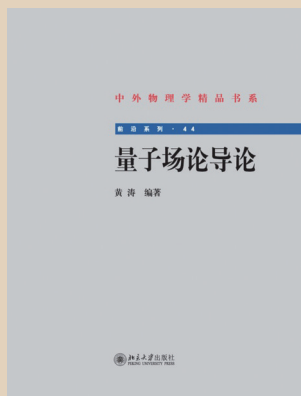 中外物理学精品书系
前沿系列·44
量子场论导论
黄涛 编著
北京大学出版社
PEKING UNIVERSITY PRESS